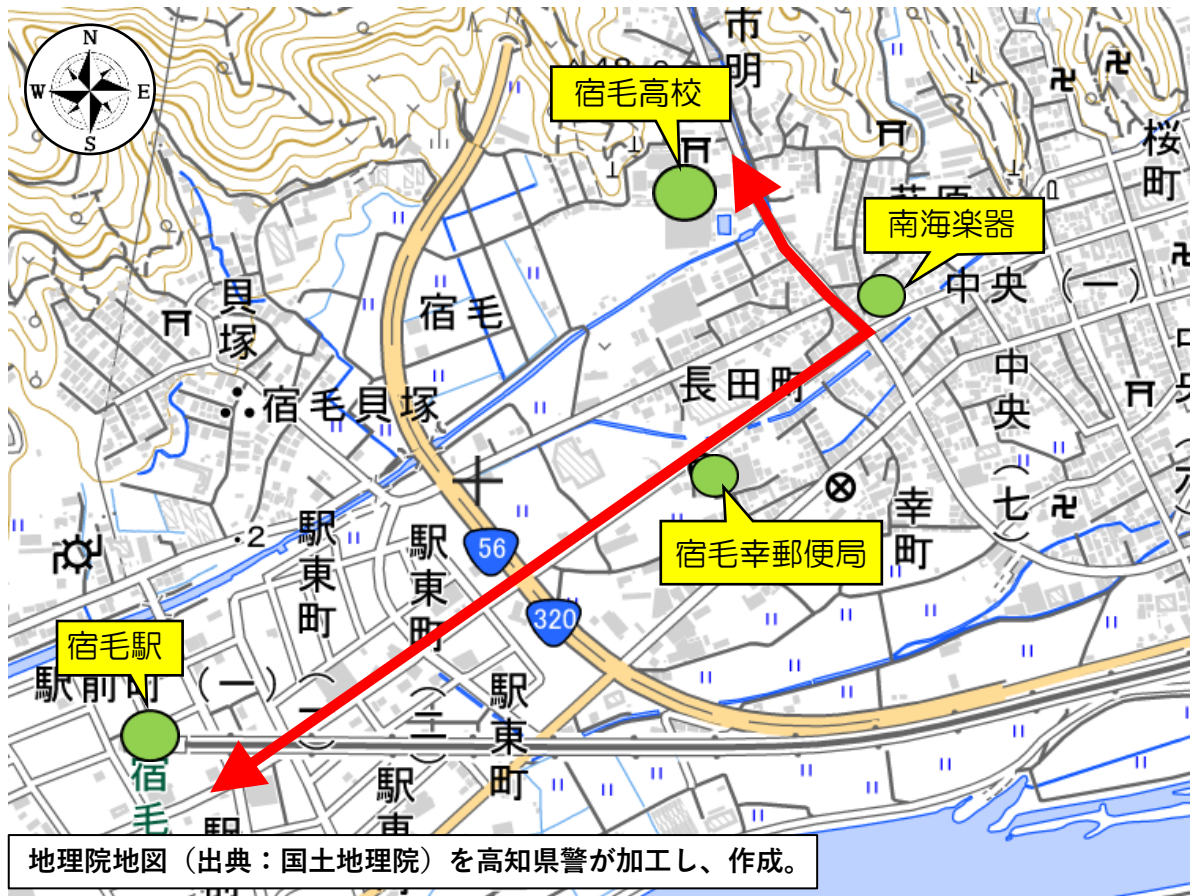 N
W
E
S
市明
宿毛高校
桜町
南海楽器
中央（一）
貝塚
宿毛
長田町
中央（七）
宿毛貝塚
56
幸町
宿毛幸郵便局
駅東町
駅東町（二）
320
・2
宿毛駅
駅前町（一）
駅東町
宿毛
地理院地図（出典：国土地理院）を高知県警が加工し、作成。